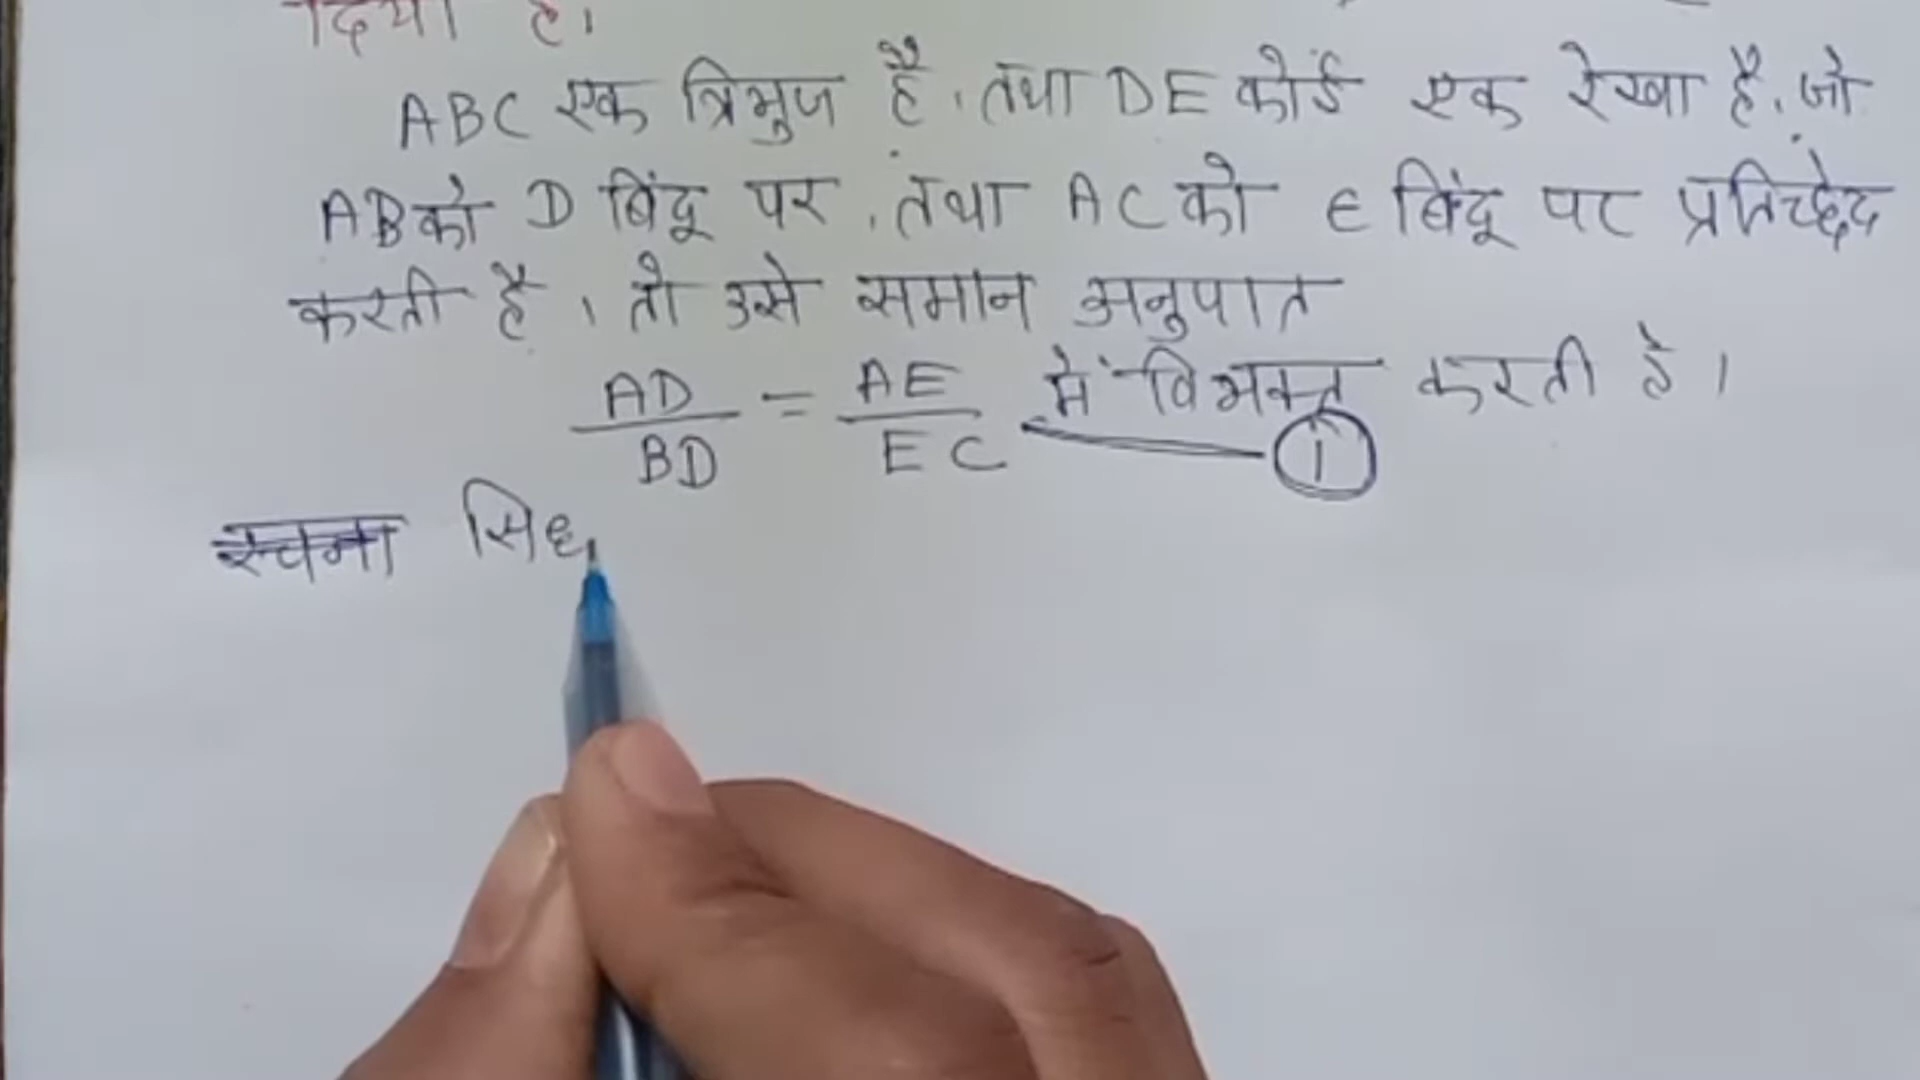 दिया है।
ABC एक त्रिभुज है, तथा DE कोई एक रेखा है, जो
AB को D बिंदू पर, तथा AC को E बिंदू पर प्रतिच्छेद
करती है, तो उसे समान अनुपात
AD/BD = AE/EC में विभक्त करती है।
①
रचना सिध